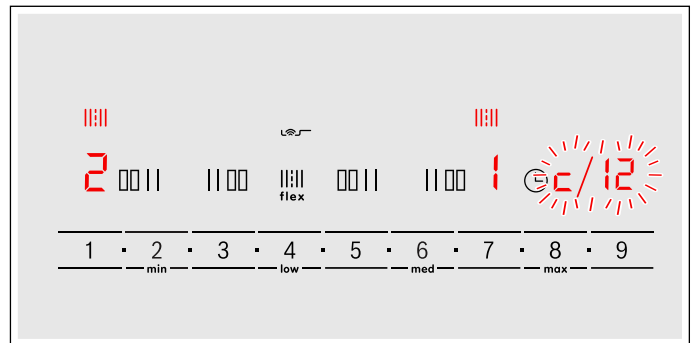 2 1 c/12
flex
1 · 2 · 3 · 4 · 5 · 6 · 7 · 8 · 9
min low med max